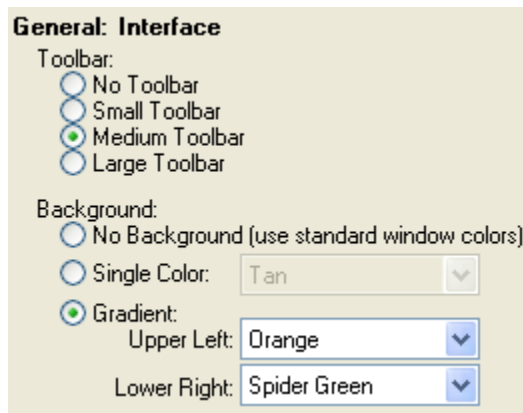 General: Interface
Toolbar:
No Toolbar
Small Toolbar
Medium Toolbar
Large Toolbar
Background:
No Background (use standard window colors)
Single Color: Tan
Gradient:
Upper Left: Orange
Lower Right: Spider Green